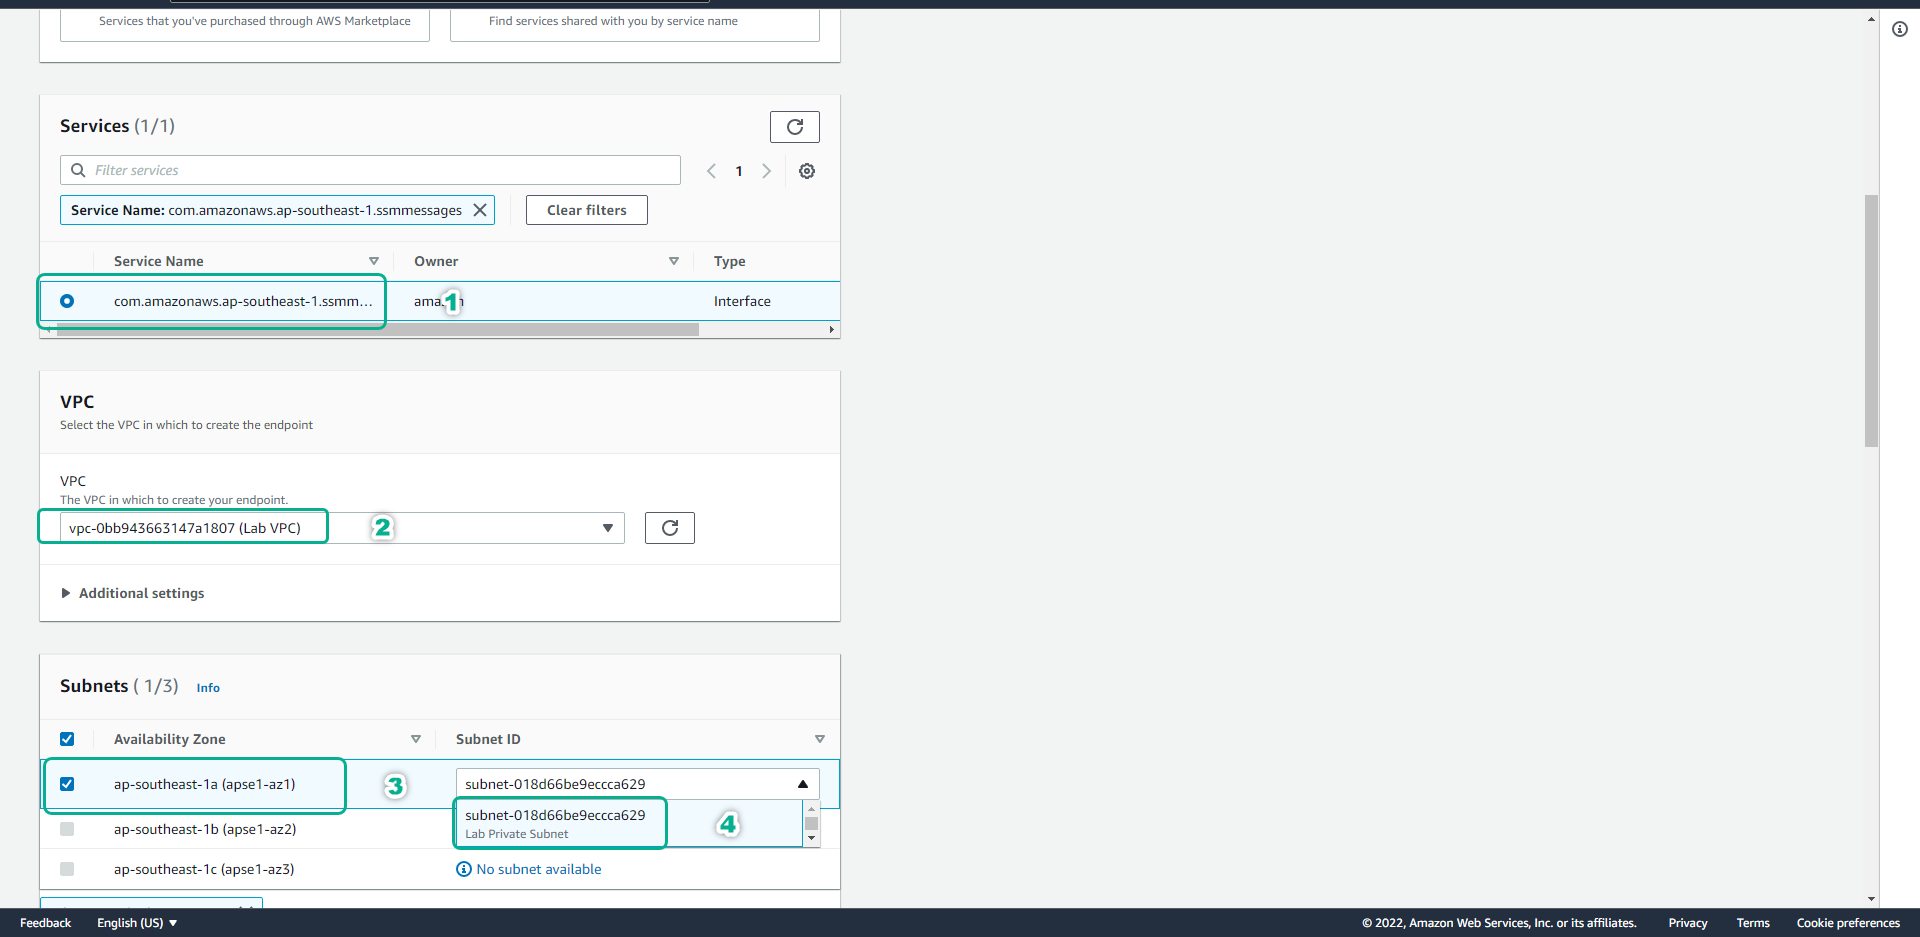 Services that you've purchased through AWS Marketplace
Find services shared with you by service name
Services (1/1)
Filter services
1
Service Name: com.amazonaws.ap-southeast-1.ssmmessages
Clear filters
Service Name
Owner
Type
com.amazonaws.ap-southeast-1.ssmm...
1
Interface
VPC
Select the VPC in which to create the endpoint
VPC
The VPC in which to create your endpoint.
vpc-0bb943663147a1807 (Lab VPC)
2
Additional settings
Subnets ( 1/3)
Info
Availability Zone
Subnet ID
ap-southeast-1a (apse1-az1)
3
subnet-018d66be9eccca629
subnet-018d66be9eccca629
Lab Private Subnet
4
ap-southeast-1b (apse1-az2)
ap-southeast-1c (apse1-az3)
No subnet available
Feedback
English (US)
© 2022, Amazon Web Services, Inc. or its affiliates.
Privacy
Terms
Cookie preferences